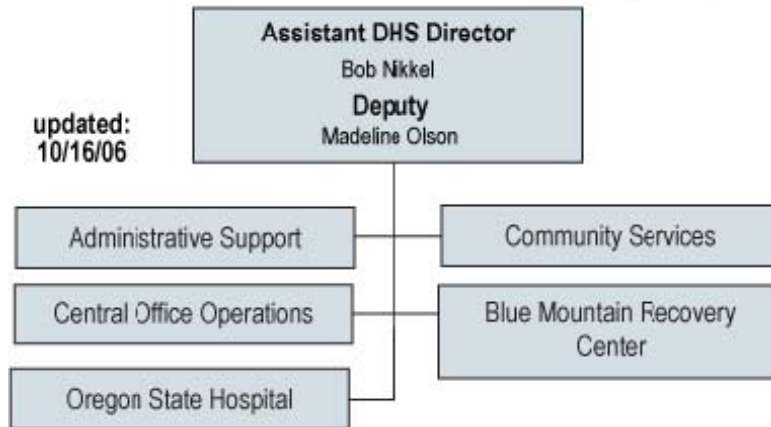 Assistant DHS Director
Bob Nikkel
Deputy
Madeline Olson
updated:
10/16/06
Administrative Support
Community Services
Central Office Operations
Blue Mountain Recovery
Center
Oregon State Hospital